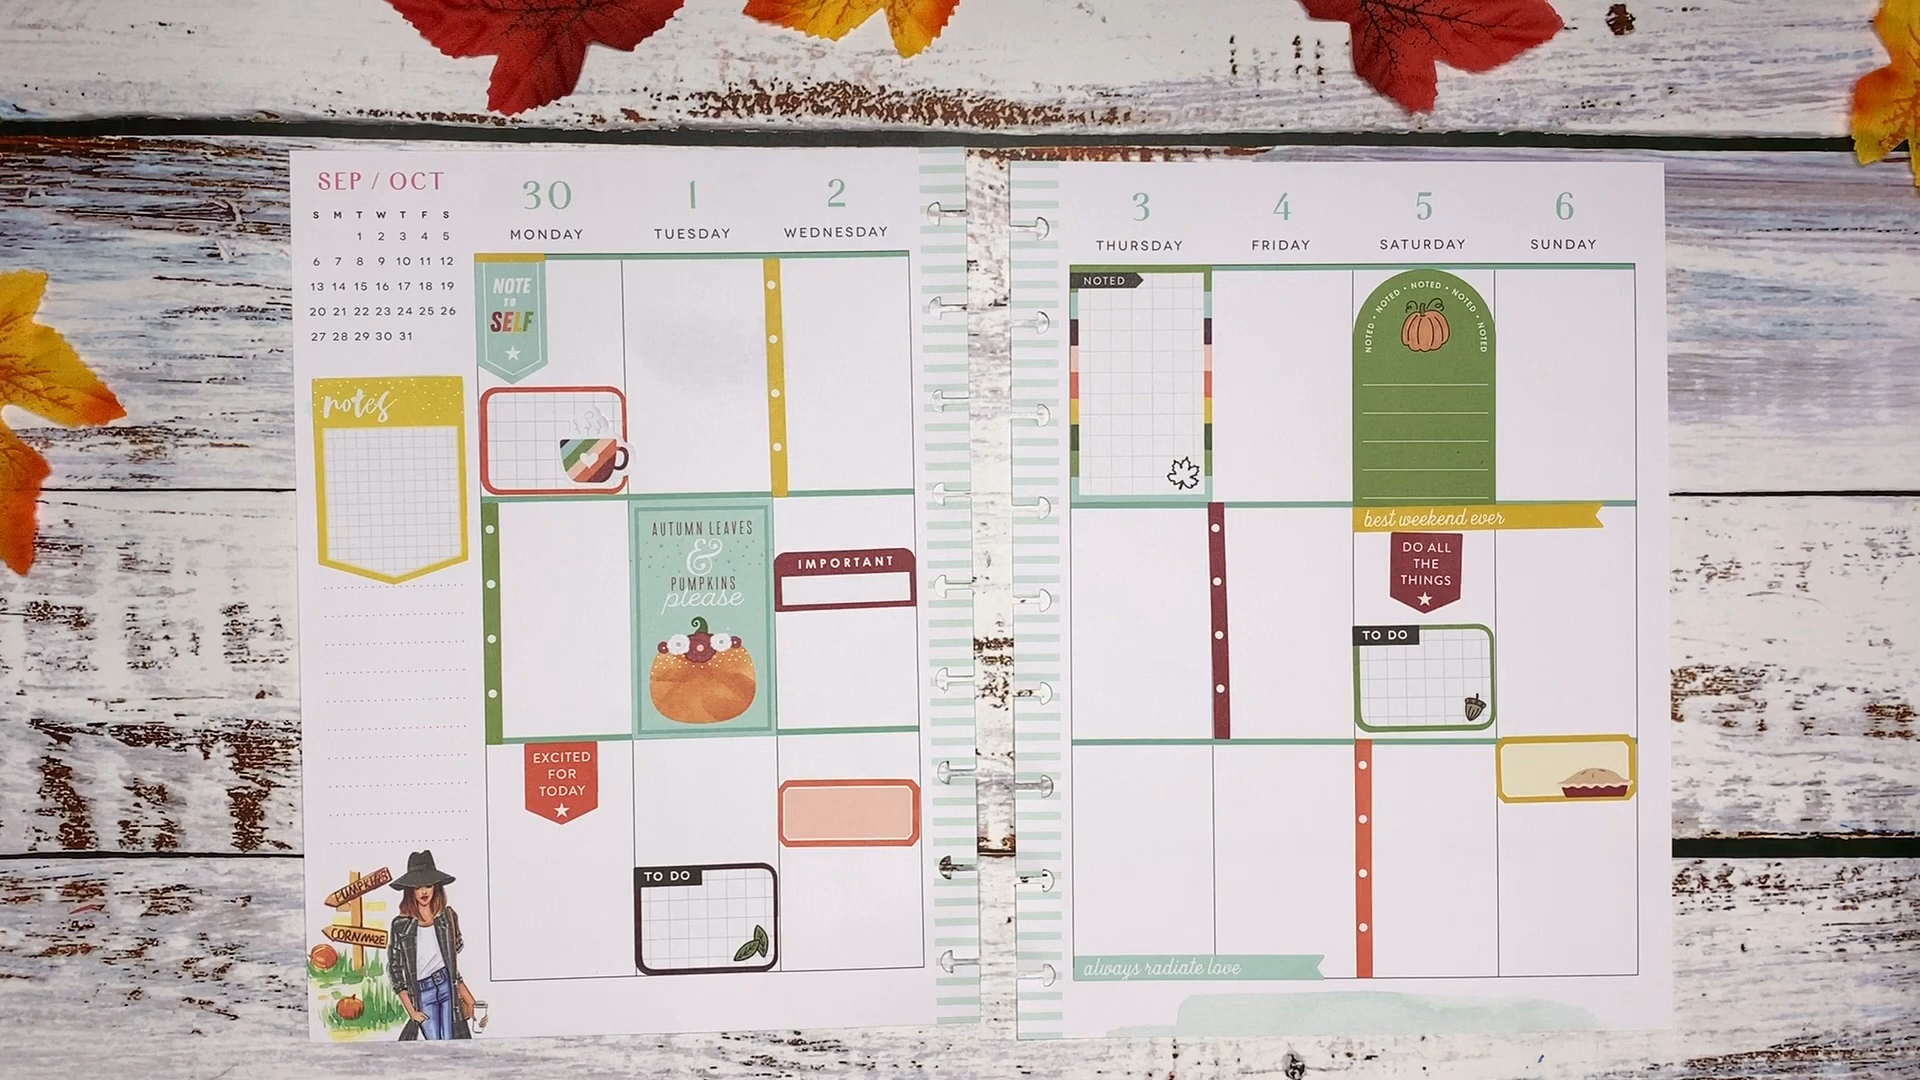 SEP / OCT
S M T W T F S
1 2 3 4 5
6 7 8 9 10 11 12
13 14 15 16 17 18 19
20 21 22 23 24 25 26
27 28 29 30 31
notes
PUMPKINS
CORN MAZE
30
MONDAY
1
TUESDAY
2
WEDNESDAY
NOTE
TO
SELF
AUTUMN LEAVES
&
PUMPKINS
please
IMPORTANT
EXCITED
FOR
TODAY
TO DO
3
THURSDAY
4
FRIDAY
5
SATURDAY
6
SUNDAY
NOTED
NOTED • NOTED • NOTED • NOTED • NOTED
best weekend ever
DO ALL
THE
THINGS
TO DO
always radiate love